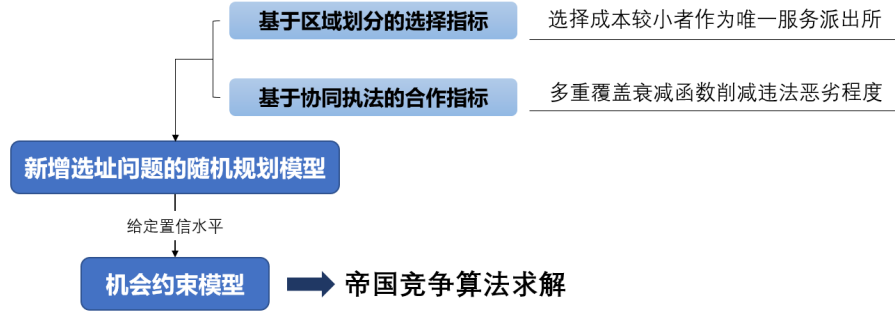 基于区域划分的选择指标
选择成本较小者作为唯一服务派出所
基于协同执法的合作指标
多重覆盖衰减函数削减违法恶劣程度
新增选址问题的随机规划模型
给定置信水平
机会约束模型
帝国竞争算法求解